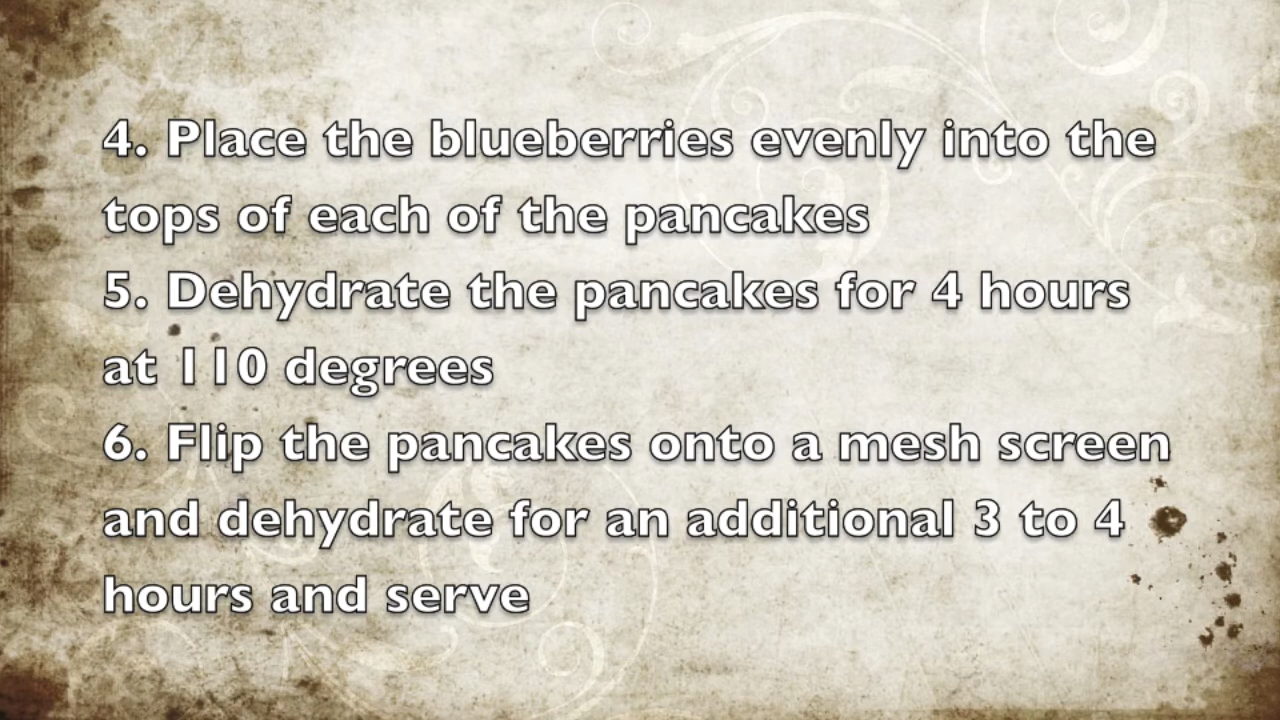 4. Place the blueberries evenly into the
tops of each of the pancakes
5. Dehydrate the pancakes for 4 hours
at 110 degrees
6. Flip the pancakes onto a mesh screen
and dehydrate for an additional 3 to 4
hours and serve